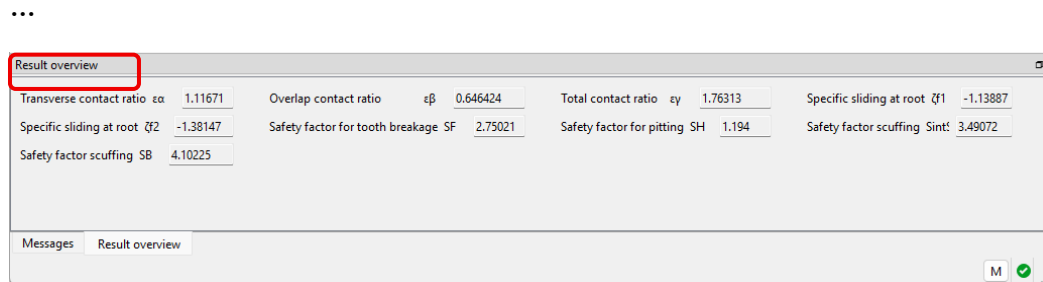 ...
Result overview
Transverse contact ratio εα 1.11671 Overlap contact ratio εβ 0.646424 Total contact ratio εγ 1.76313 Specific sliding at root ζf1 -1.13887
Specific sliding at root ζf2 -1.38147 Safety factor for tooth breakage SF 2.75021 Safety factor for pitting SH 1.194 Safety factor scuffing SintS 3.49072
Safety factor scuffing SB 4.10225
Messages Result overview
M